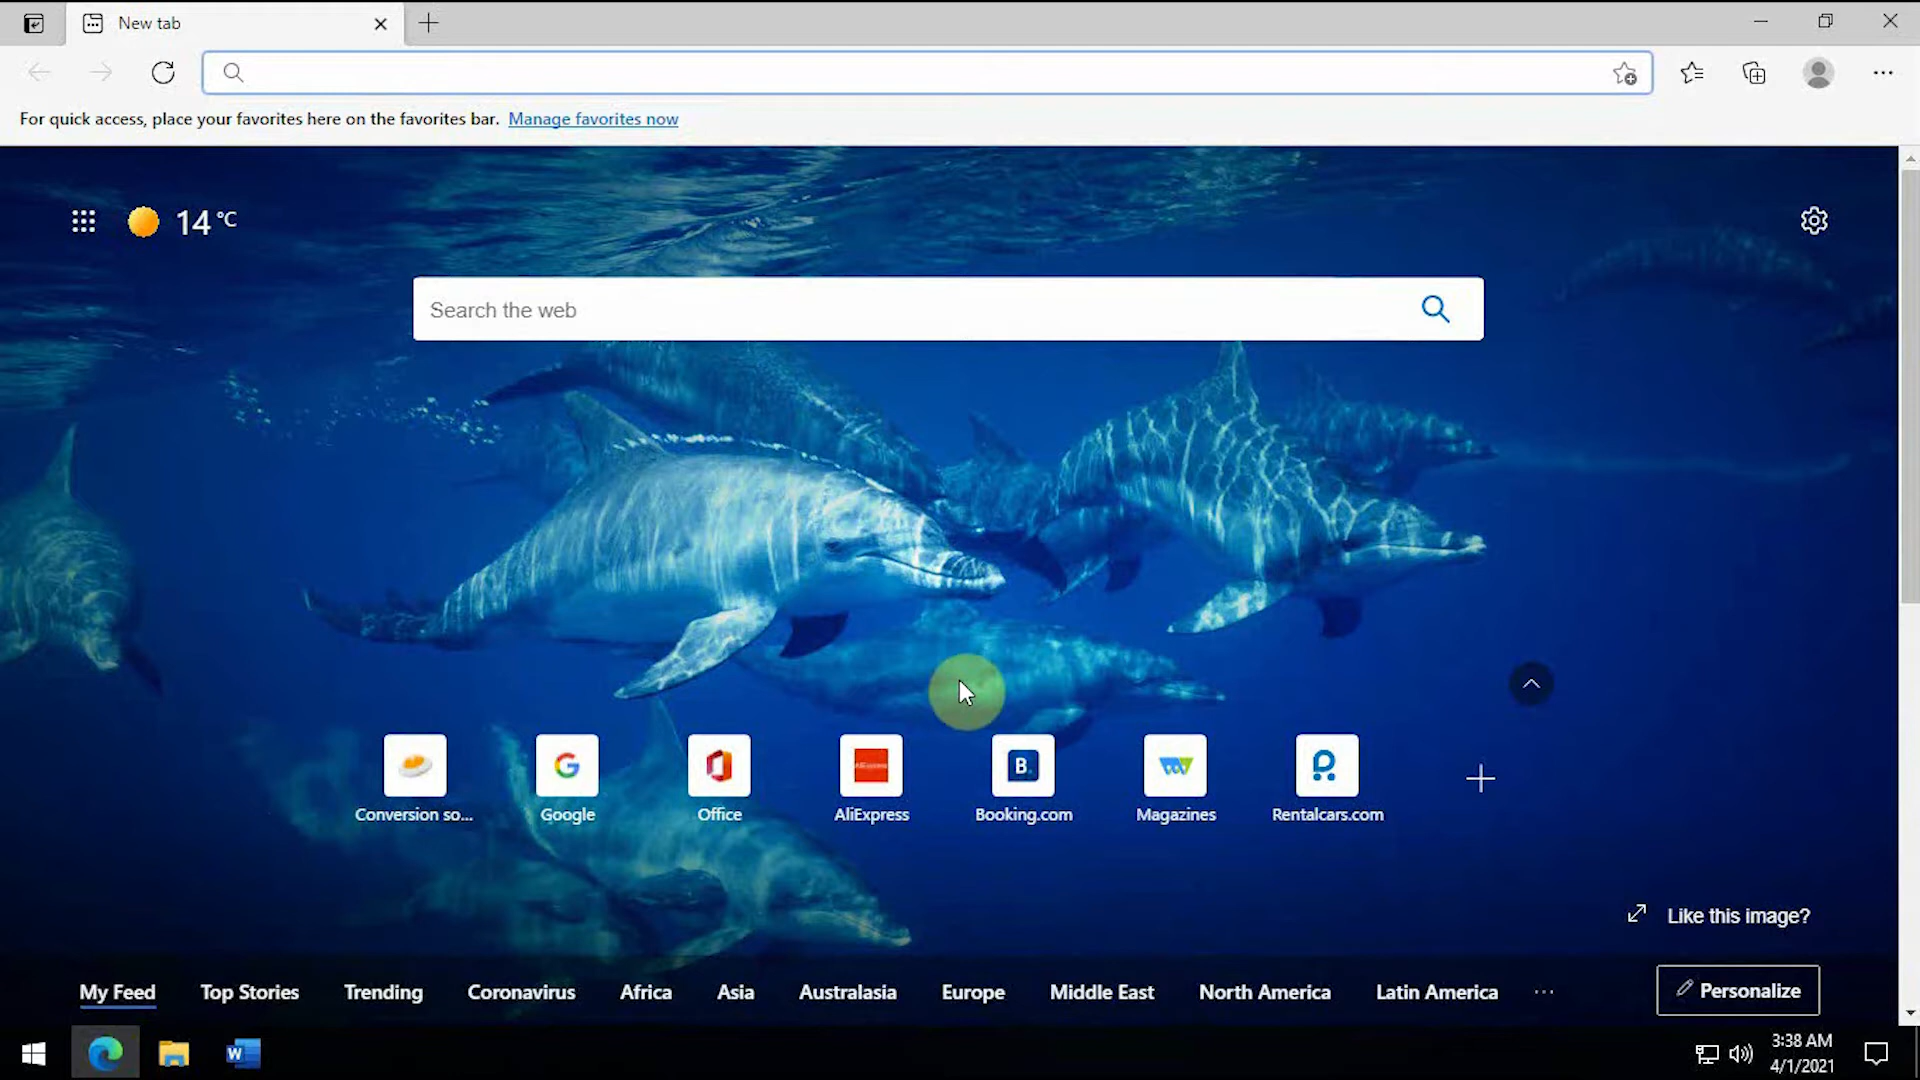 New tab
For quick access, place your favorites here on the favorites bar. Manage favorites now
14 °C
Search the web
B.
Conversion so...
Google
Office
AliExpress
Booking.com
Magazines
Rentalcars.com
Like this image?
My Feed
Top Stories
Trending
Coronavirus
Africa
Asia
Australasia
Europe
Middle East
North America
Latin America
...
Personalize
W
3:38 AM
4/1/2021